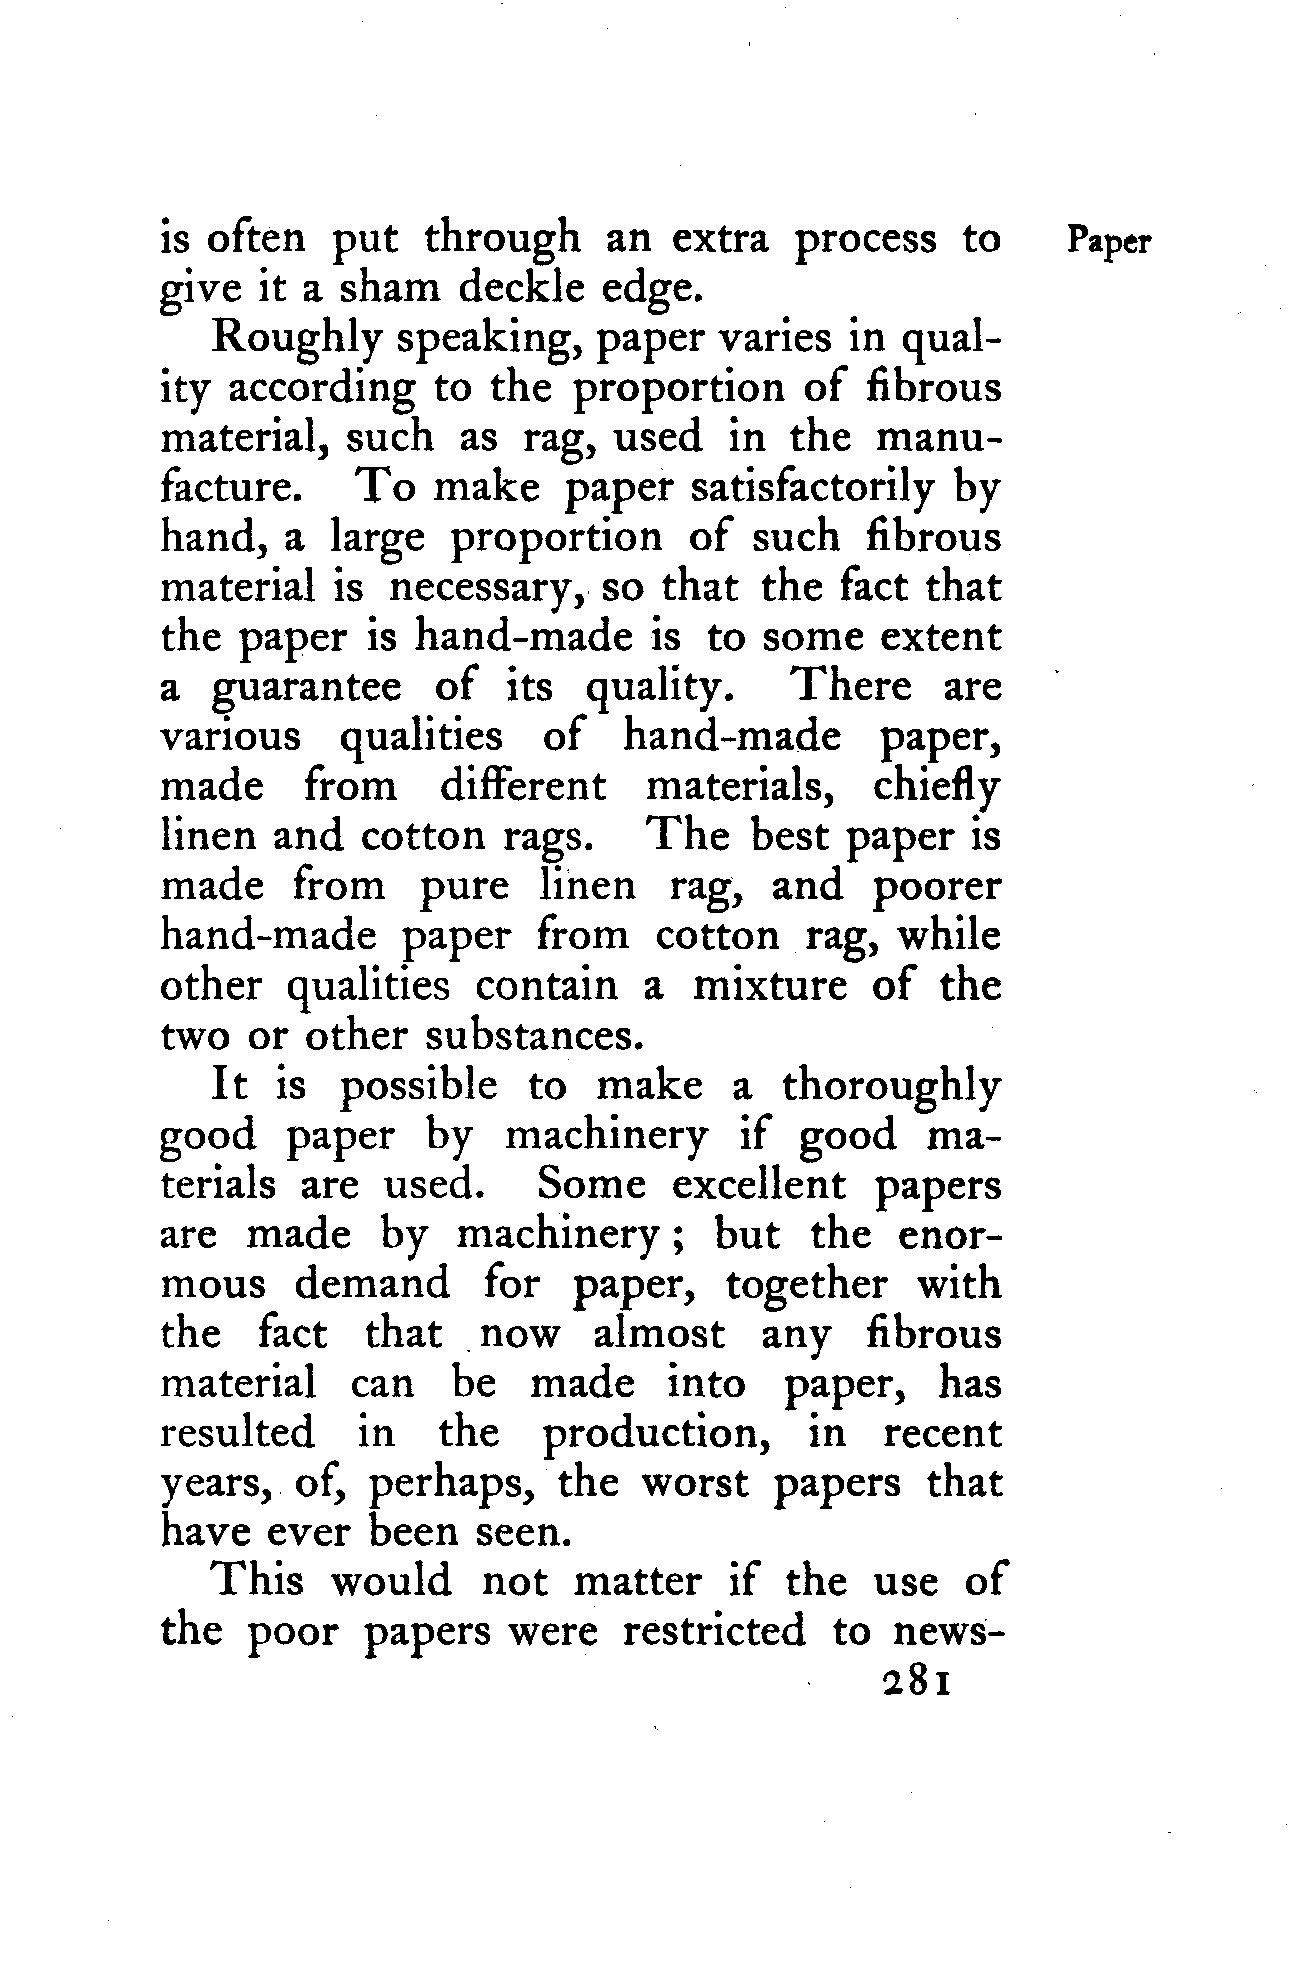 is often put through an extra process to Paper
give it a sham deckle edge.
Roughly speaking, paper varies in qual-
ity according to the proportion of fibrous
material, such as rag, used in the manu-
facture. To make paper satisfactorily by
hand, a large proportion of such fibrous
material is necessary, so that the fact that
the paper is hand-made is to some extent
a guarantee of its quality. There are
various qualities of hand-made paper,
made from different materials, chiefly
linen and cotton rags. The best paper is
made from pure linen rag, and poorer
hand-made paper from cotton rag, while
other qualities contain a mixture of the
two or other substances.
It is possible to make a thoroughly
good paper by machinery if good ma-
terials are used. Some excellent papers
are made by machinery ; but the enor-
mous demand for paper, together with
the fact that now almost any fibrous
material can be made into paper, has
resulted in the production, in recent
years, of, perhaps, the worst papers that
have ever been seen.
This would not matter if the use of
the poor papers were restricted to news-
281